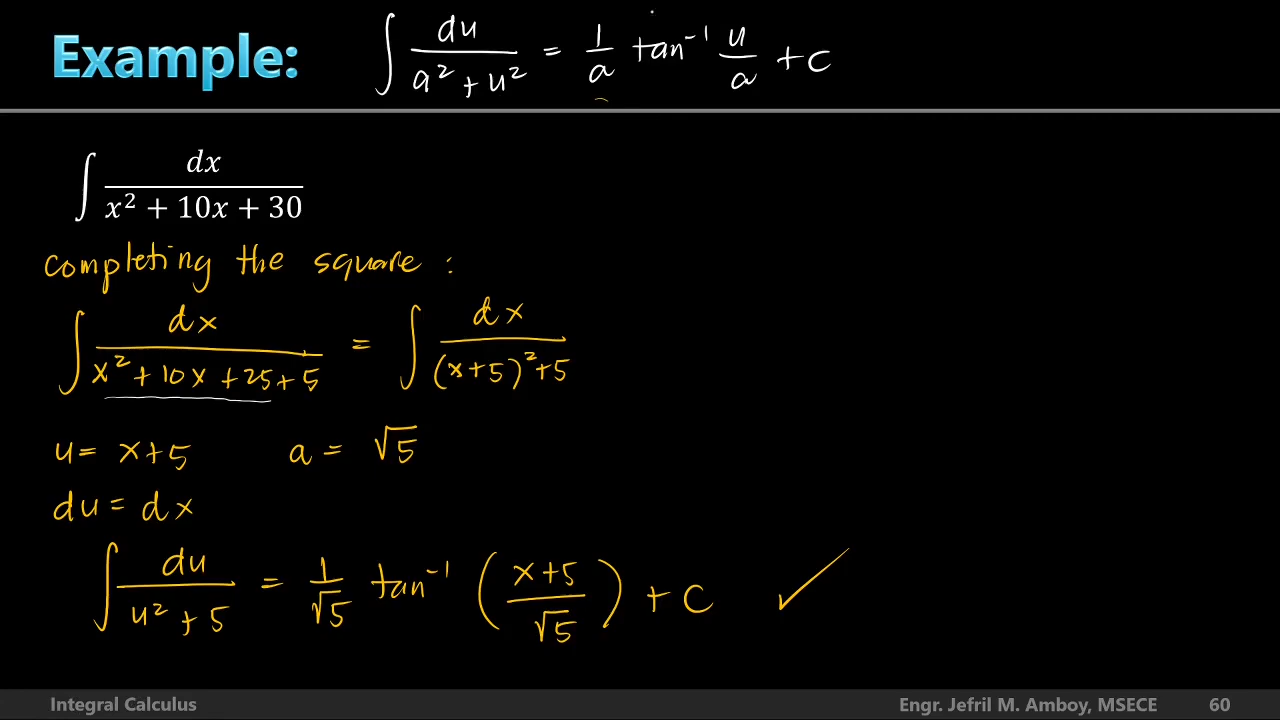 Example: ∫ du/(a² + u²) = 1/a tan⁻¹ u/a + C
∫ dx/(x² + 10x + 30)
completing the square :
∫ dx/(x² + 10x + 25 + 5) = ∫ dx/((x+5)² + 5)
u = x+5 a = √5
du = dx
∫ du/(u² + 5) = 1/√5 tan⁻¹ ((x+5)/√5) + C ✓
Integral Calculus Engr. Jefril M. Amboy, MSECE 60